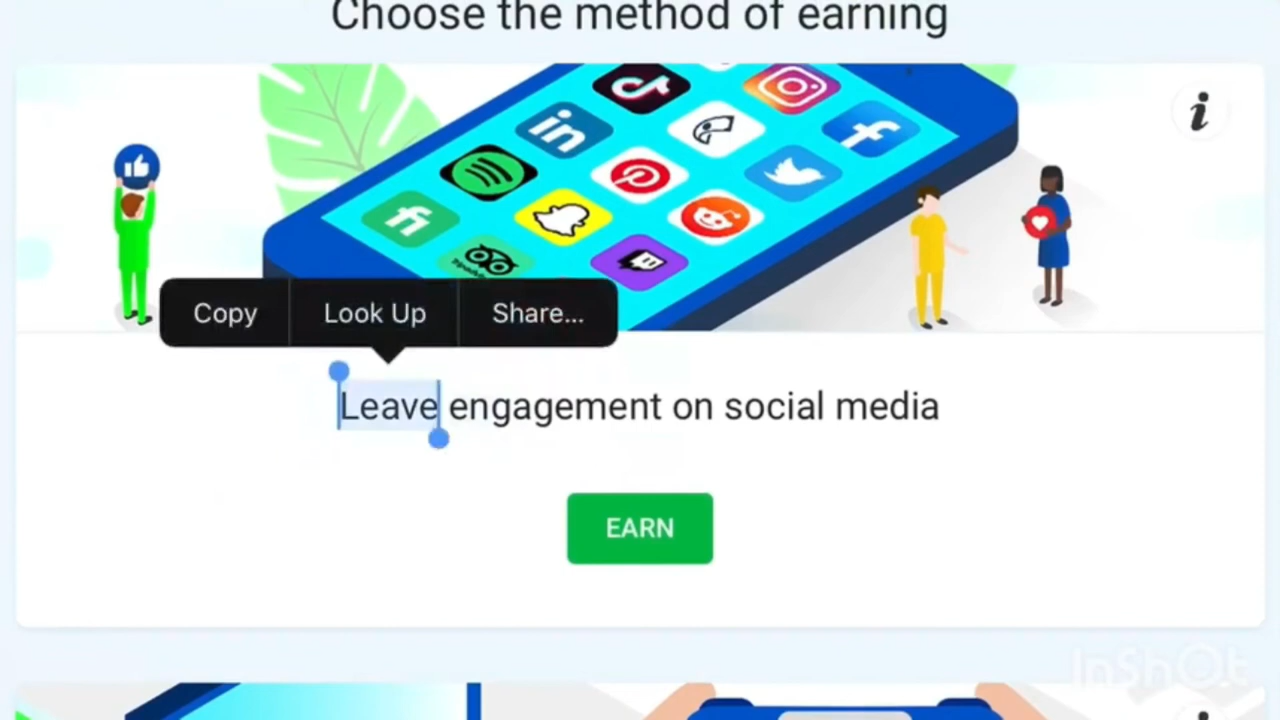 Choose the method of earning
Copy Look Up Share...
Leave engagement on social media
EARN
InShOt